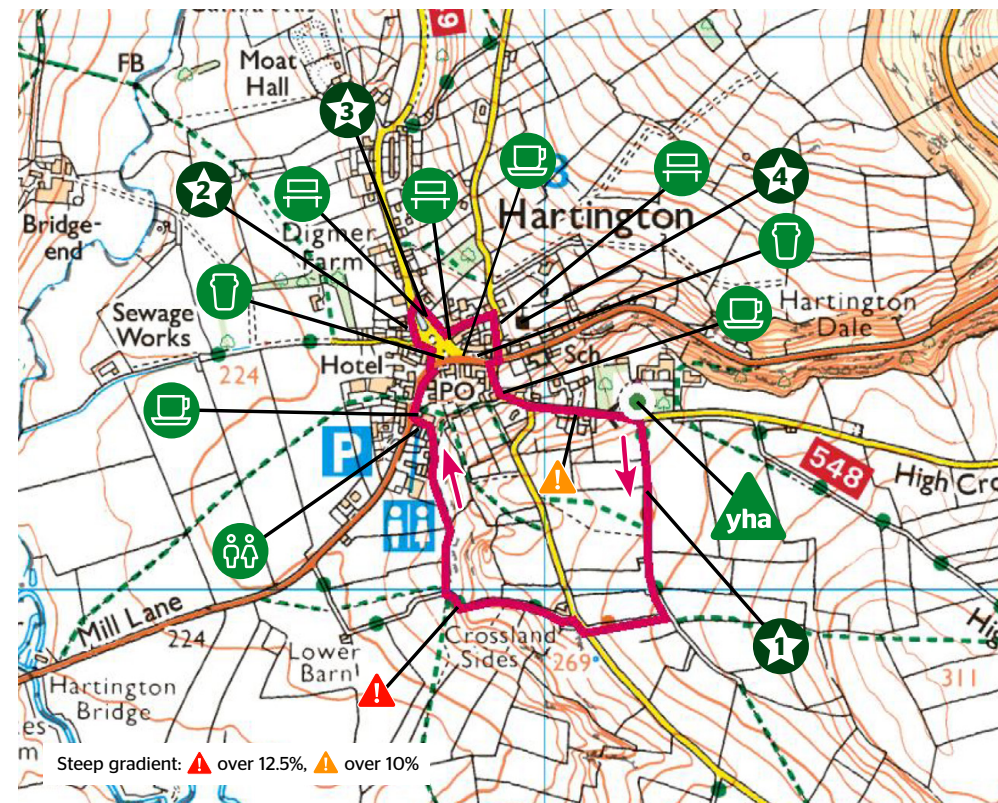 FB
Moat
Hall
3
2
4
Hartington
Bridge-
end
Digmer
Farm
Sewage
Works
Hartington
Dale
Hotel
Sch
224
PO
P
548
High Cro
yha
Mill Lane
224
Crossland
Sides
269
1
Lower
Barn
311
Hartington
Bridge
es
m
Steep gradient: ! over 12.5%, ! over 10%